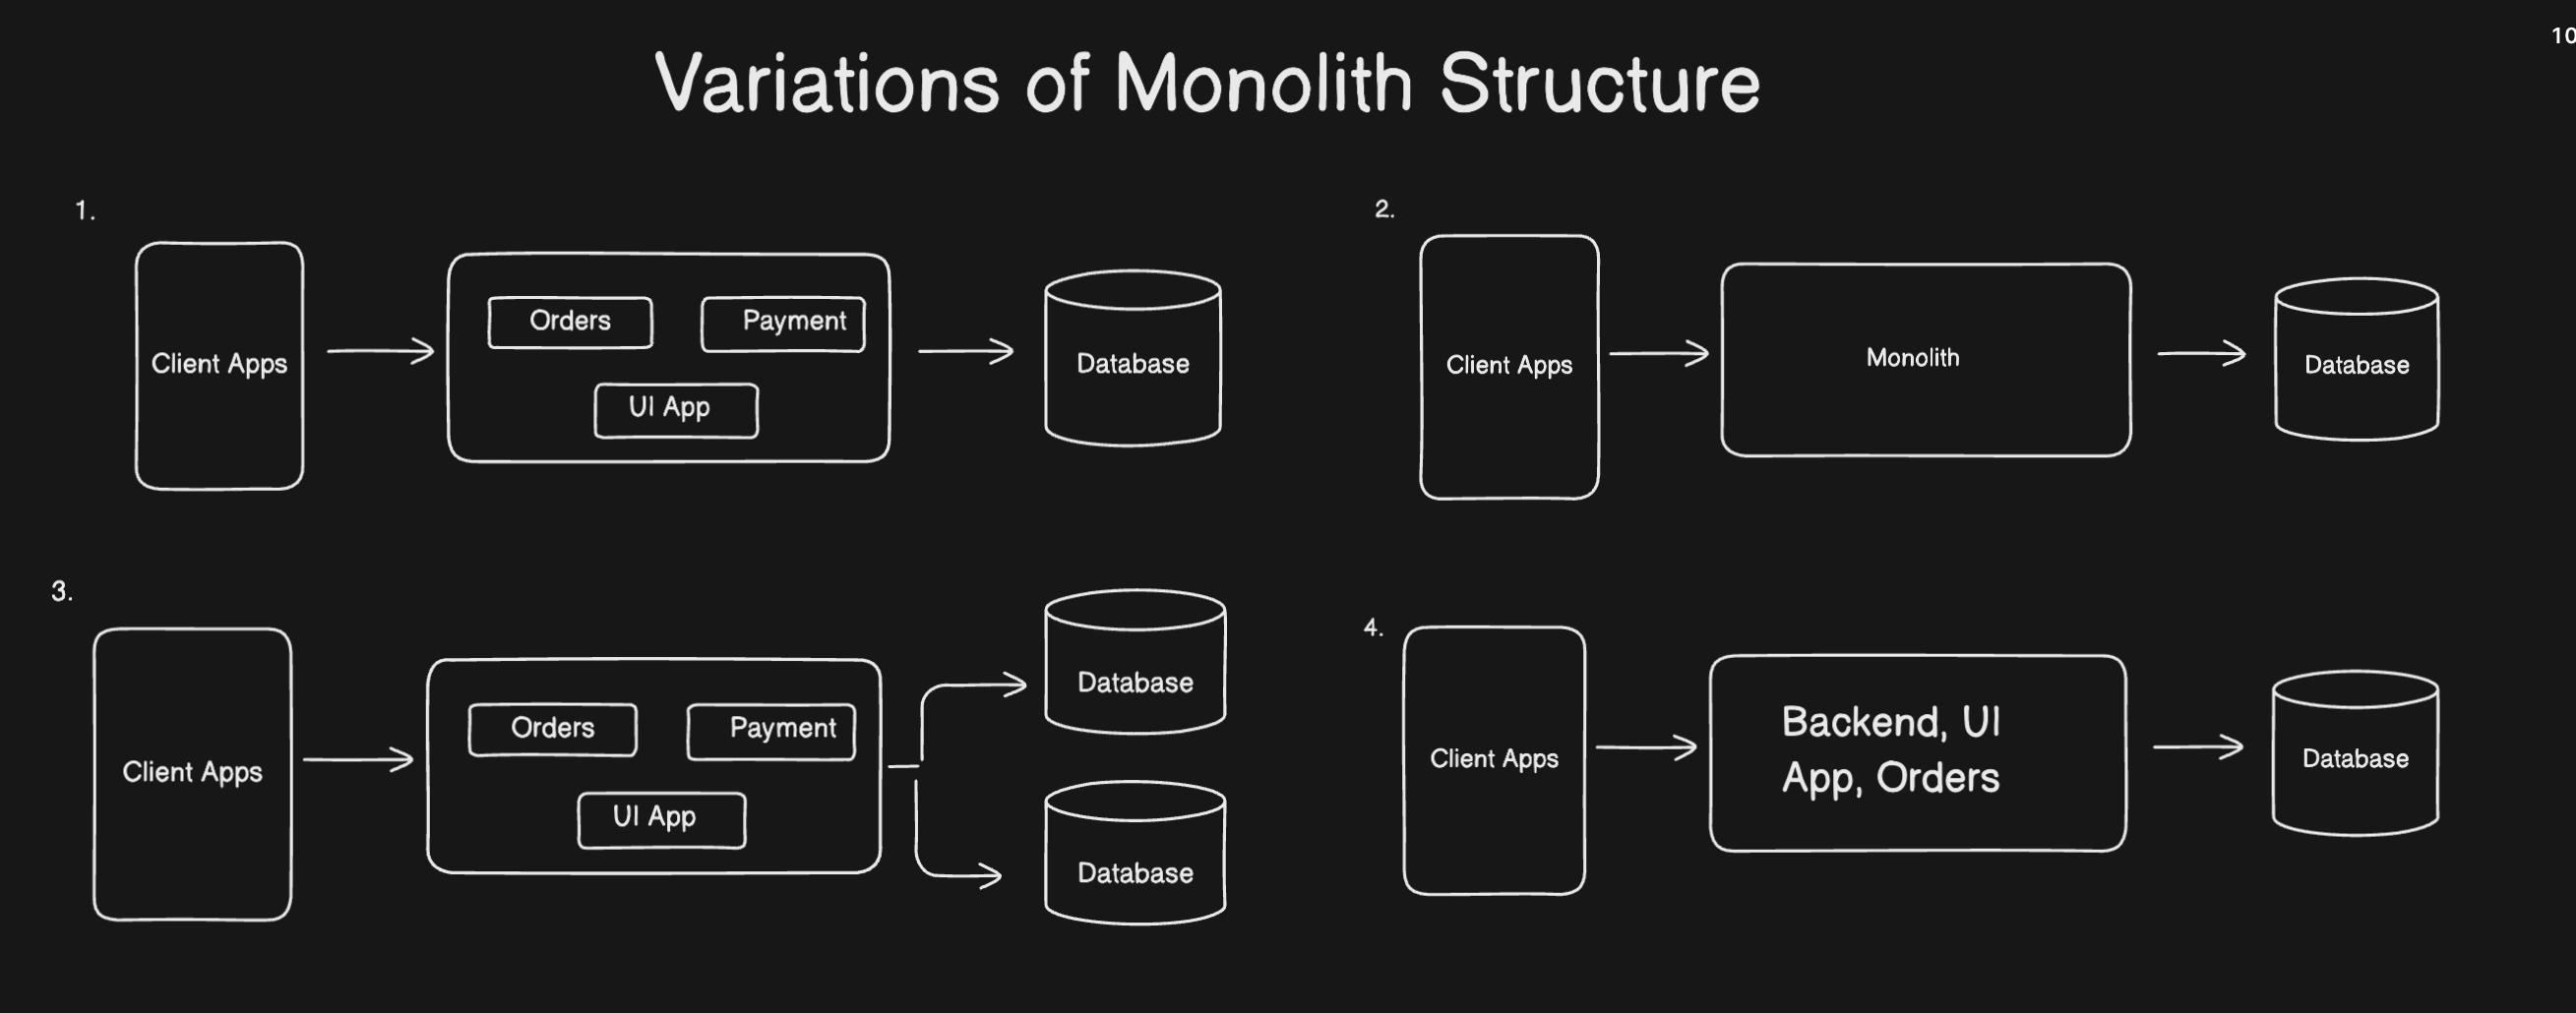 10
Variations of Monolith Structure
1.
Client Apps
Orders
Payment
UI App
Database
2.
Client Apps
Monolith
Database
3.
Client Apps
Orders
Payment
UI App
Database
Database
4.
Client Apps
Backend, UI
App, Orders
Database